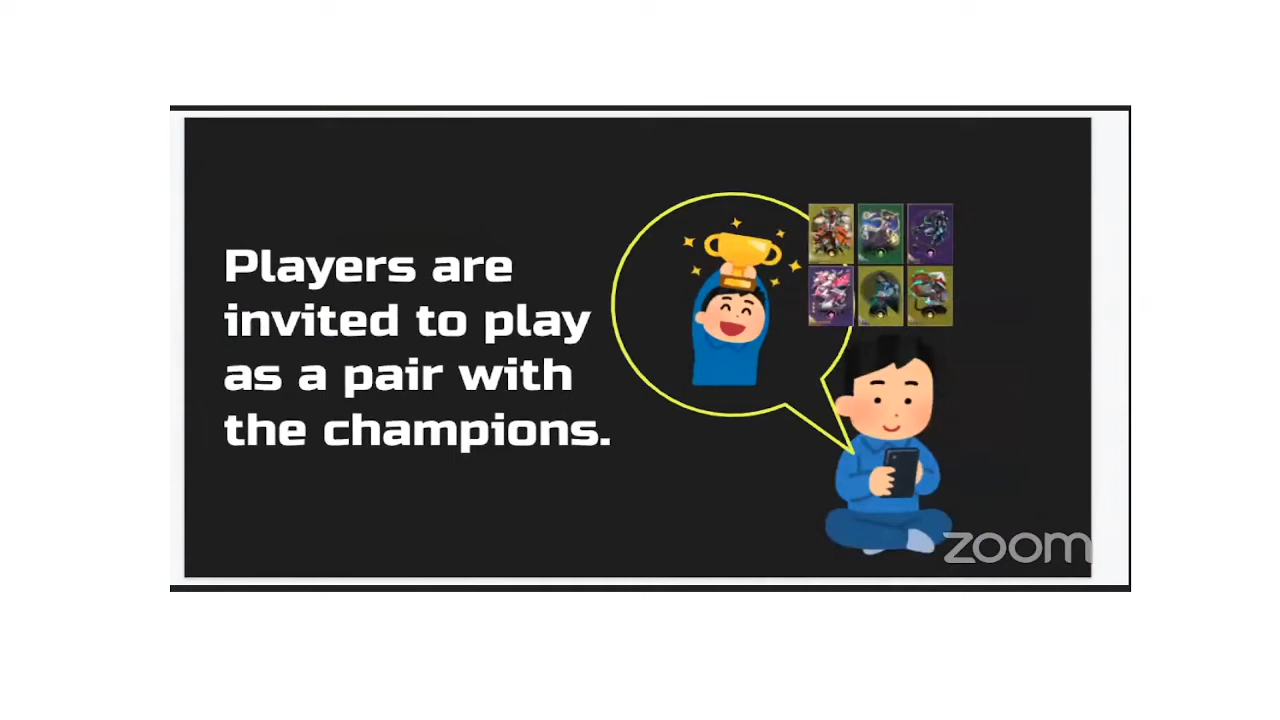 Players are
invited to play
as a pair with
the champions.
zoom